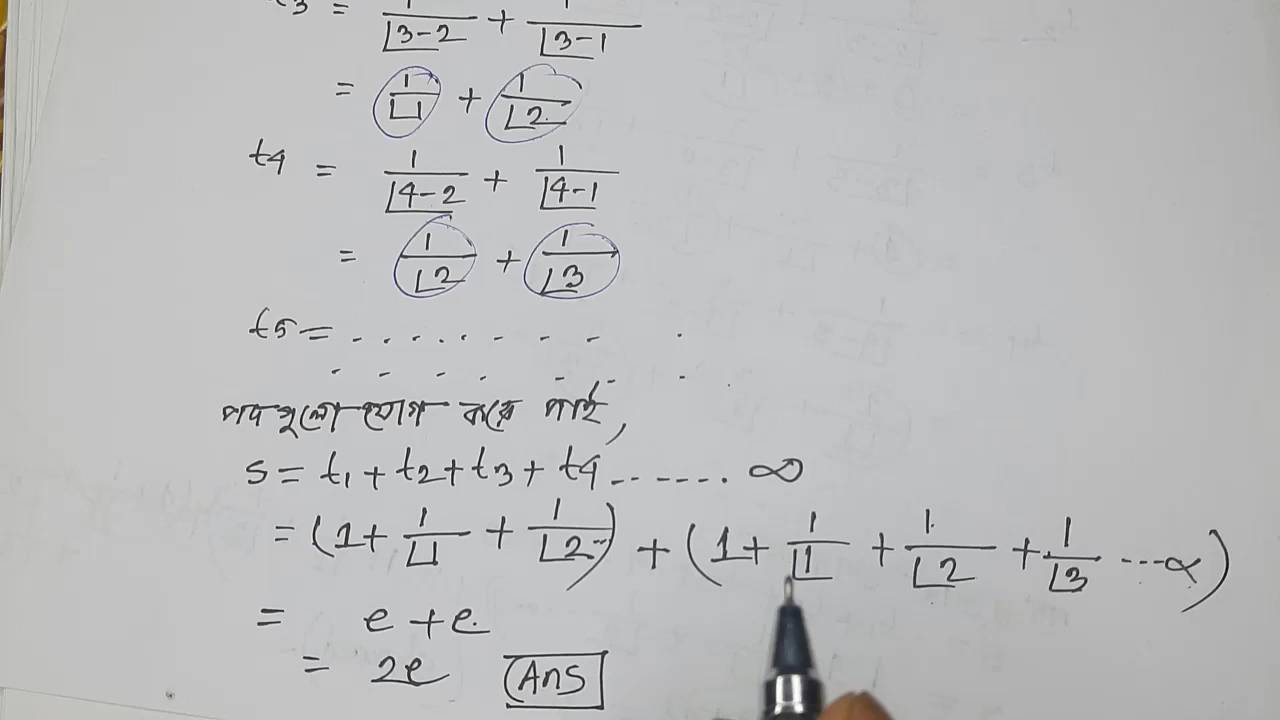 t3 = 1/⌊3-2 + 1/⌊3-1
= 1/⌊1 + 1/⌊2
t4 = 1/⌊4-2 + 1/⌊4-1
= 1/⌊2 + 1/⌊3
t5 = . . . . . . . . .
. . . . . . . .
পদ গুলো যোগ করে পাই,
S = t1 + t2 + t3 + t4 ....... ∞
= (1 + 1/⌊1 + 1/⌊2 ..) + (1 + 1/⌊1 + 1/⌊2 + 1/⌊3 ...∝)
= e + e.
= 2e Ans